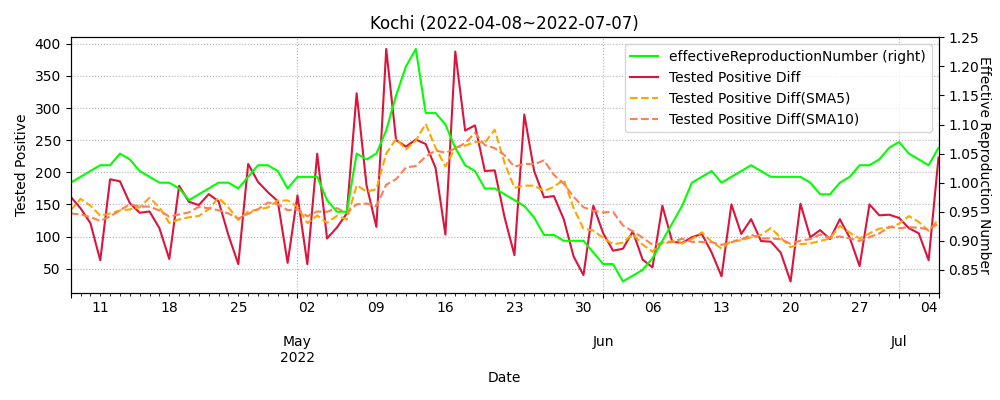 Kochi (2022-04-08~2022-07-07)
Tested Positive
400
350
300
250
200
150
100
50
effectiveReproductionNumber (right)
Tested Positive Diff
Tested Positive Diff(SMA5)
Tested Positive Diff(SMA10)
1.25
1.20
1.15
1.10
1.05
1.00
0.95
0.90
0.85
Effective Reproduction Number
11 18 25 02 09 16 23 30 06 13 20 27 04
May Jun Jul
2022
Date